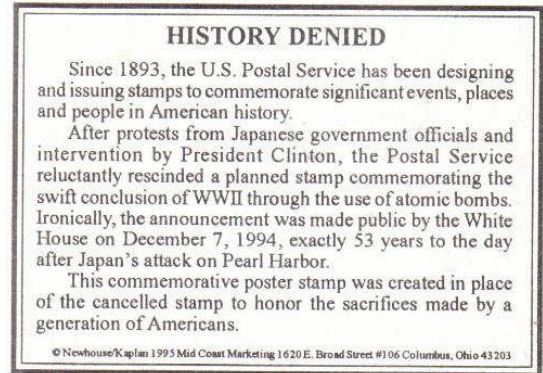 HISTORY DENIED
Since 1893, the U.S. Postal Service has been designing
and issuing stamps to commemorate significant events, places
and people in American history.
After protests from Japanese government officials and
intervention by President Clinton, the Postal Service
reluctantly rescinded a planned stamp commemorating the
swift conclusion of WWII through the use of atomic bombs.
Ironically, the announcement was made public by the White
House on December 7, 1994, exactly 53 years to the day
after Japan's attack on Pearl Harbor.
This commemorative poster stamp was created in place
of the cancelled stamp to honor the sacrifices made by a
generation of Americans.
© Newhouse/Kaplan 1995 Mid Coast Marketing 1620 E. Broad Street #106 Columbus, Ohio 43203